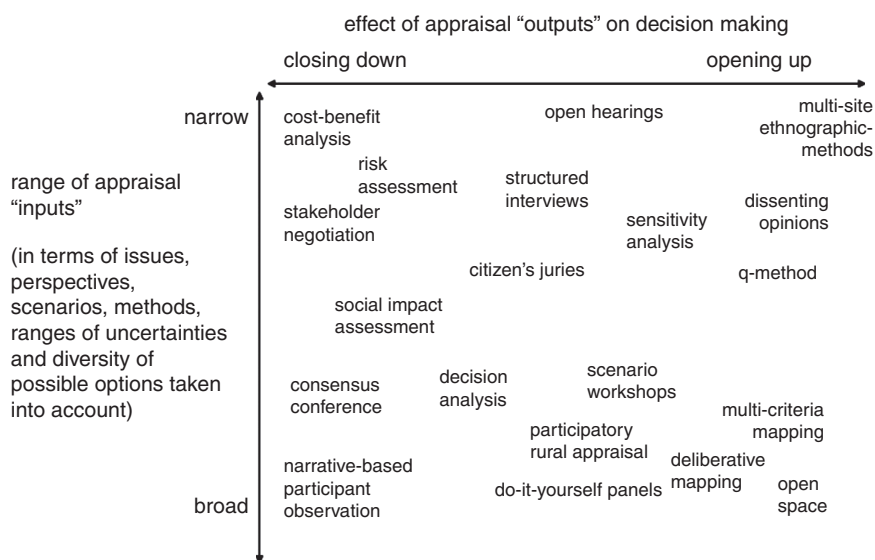 effect of appraisal “outputs” on decision making
closing down
opening up
narrow
range of appraisal
“inputs”
(in terms of issues,
perspectives,
scenarios, methods,
ranges of uncertainties
and diversity of
possible options taken
into account)
broad
cost-benefit
analysis
open hearings
multi-site
ethnographic-
methods
risk
assessment
structured
interviews
stakeholder
negotiation
sensitivity
analysis
dissenting
opinions
citizen’s juries
q-method
social impact
assessment
consensus
conference
decision
analysis
scenario
workshops
multi-criteria
mapping
participatory
rural appraisal
deliberative
mapping
narrative-based
participant
observation
do-it-yourself panels
open
space